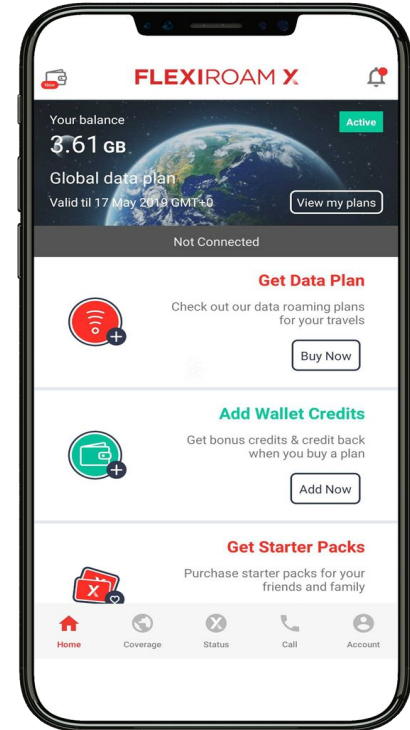 FLEXIROAM X
New
Your balance
Active
3.61 GB
Global data plan
Valid til 17 May 2019 GMT+0
View my plans
Not Connected
Get Data Plan
Check out our data roaming plans
for your travels
Buy Now
Add Wallet Credits
Get bonus credits & credit back
when you buy a plan
Add Now
Get Starter Packs
Purchase starter packs for your
friends and family
X
Home
Coverage
Status
Call
Account